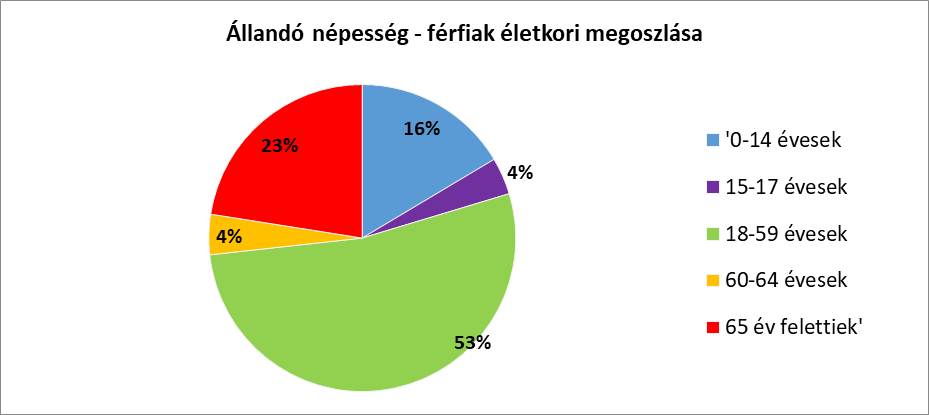 Állandó népesség - férfiak életkori megoszlása
16%
4%
53%
4%
23%
'0-14 évesek
15-17 évesek
18-59 évesek
60-64 évesek
65 év felettiek'